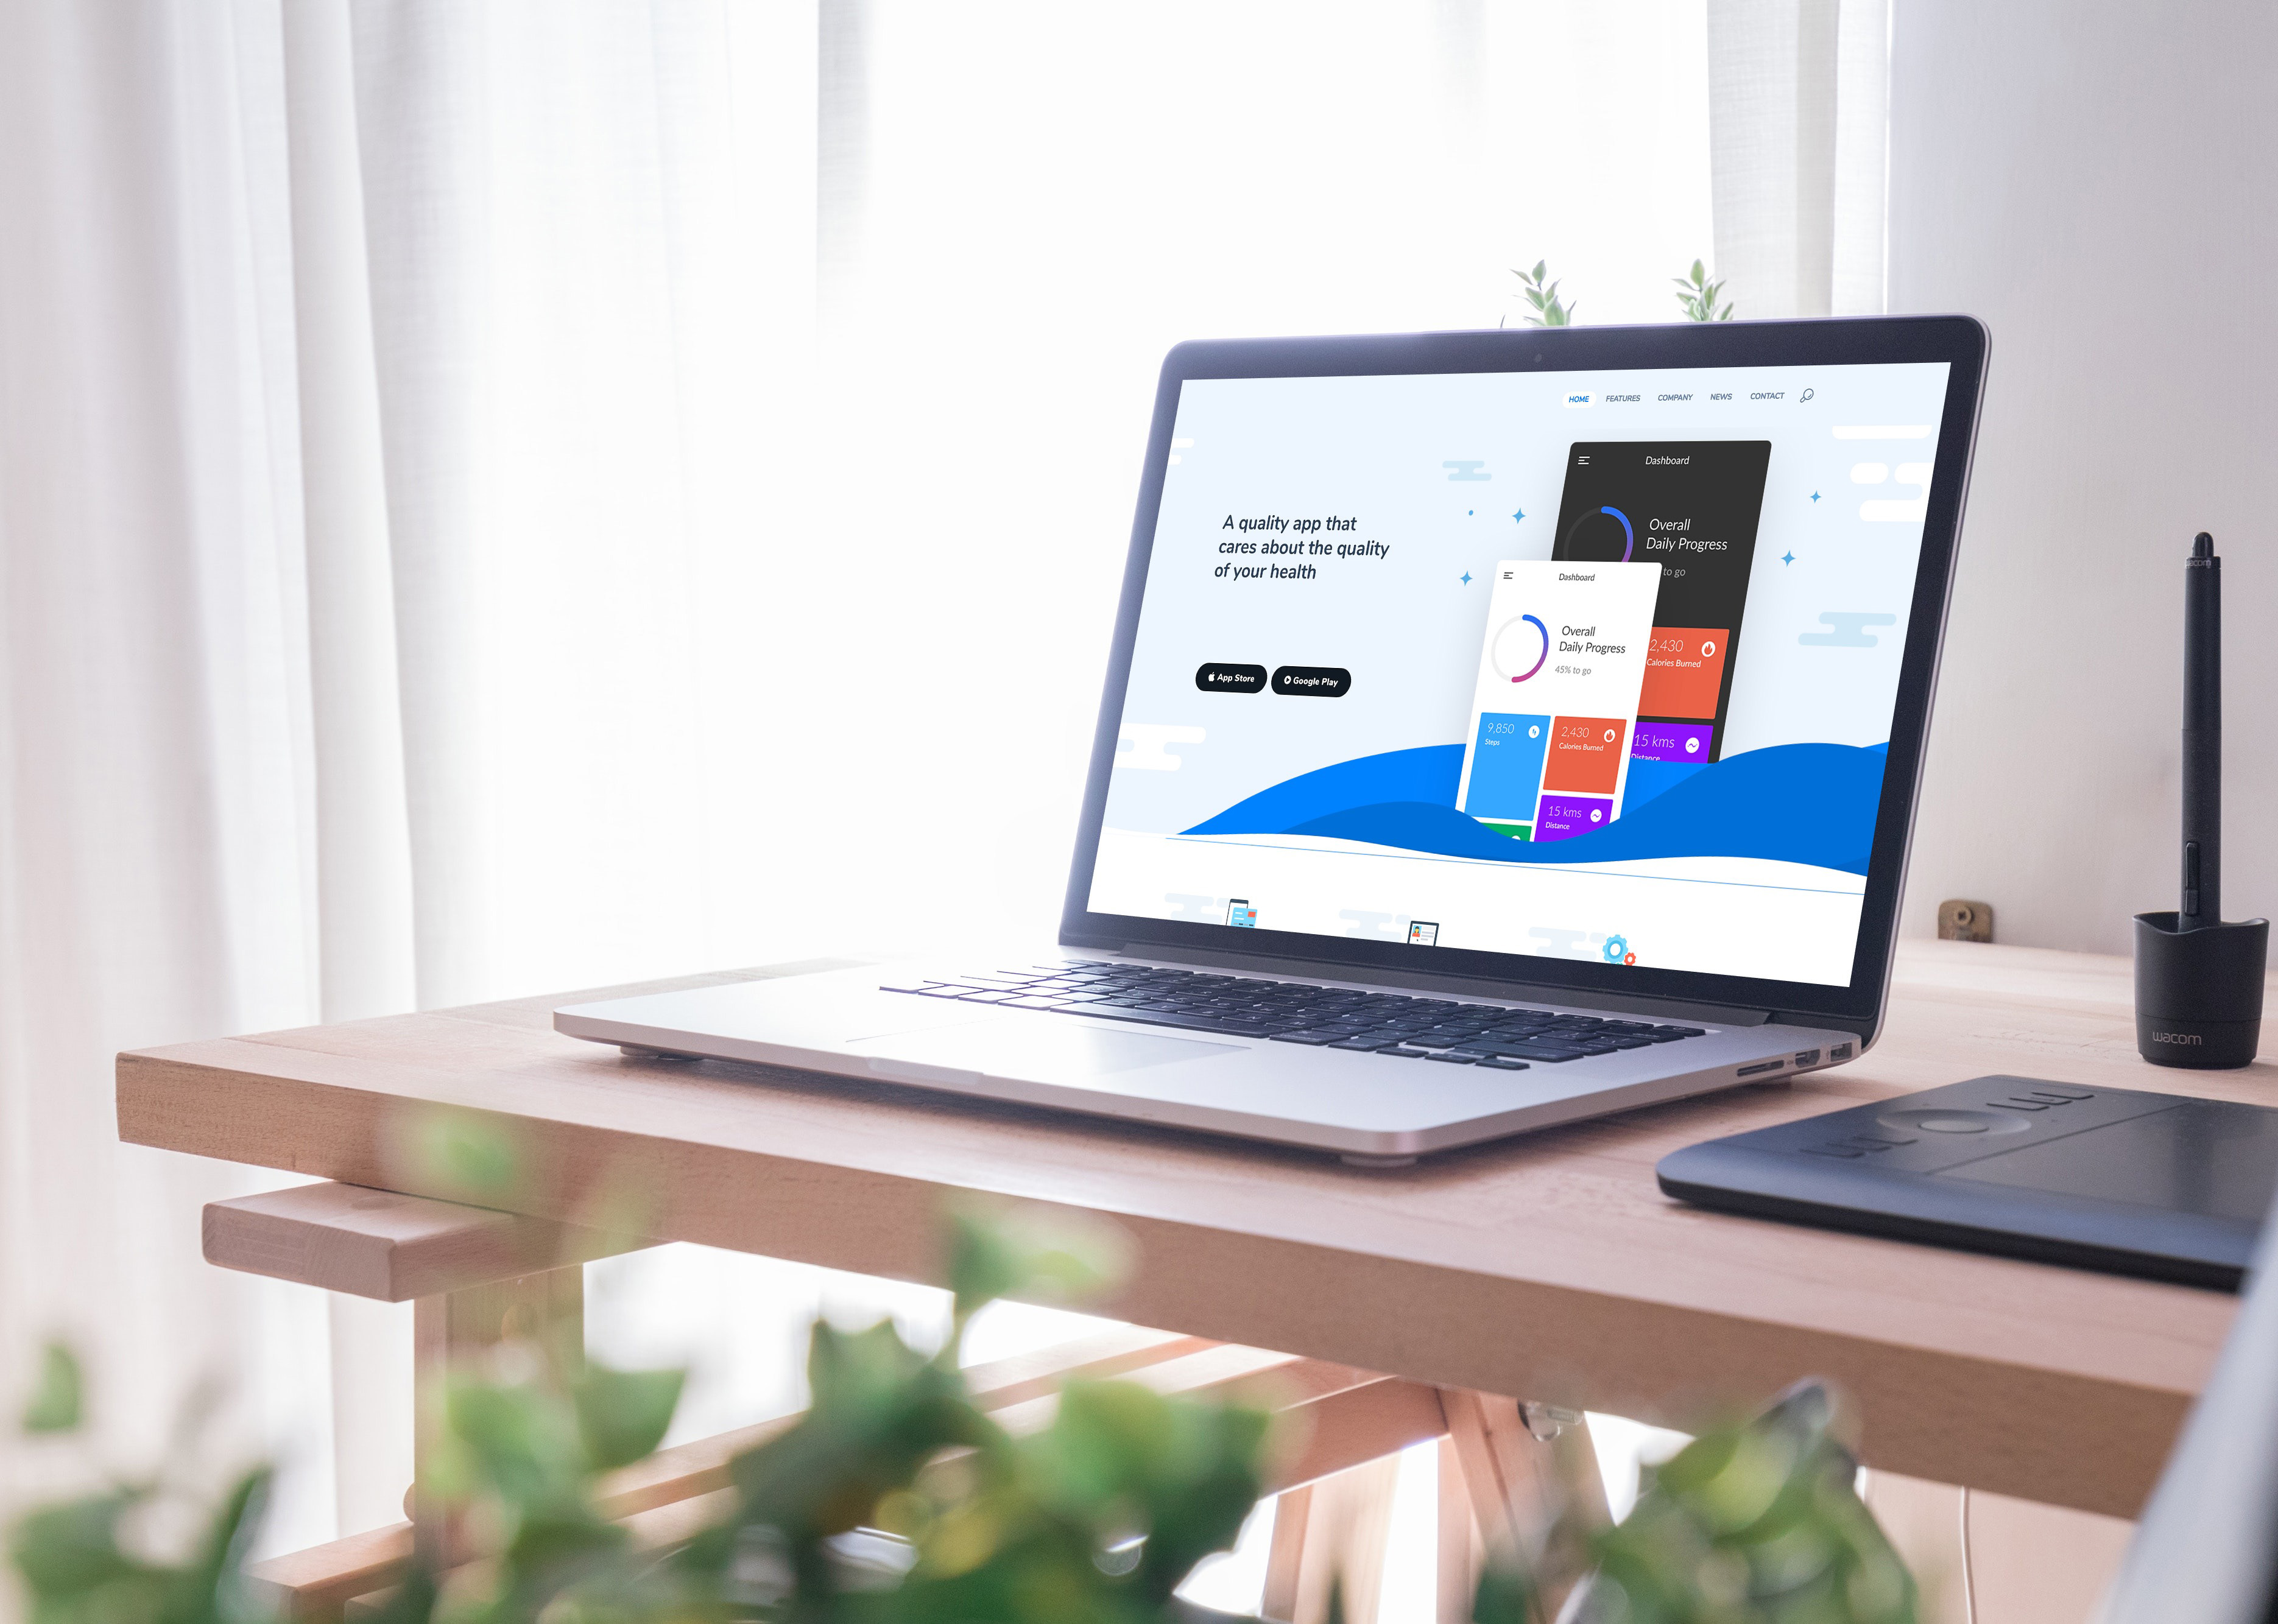 HOME FEATURES COMPANY NEWS CONTACT
A quality app that
cares about the quality
of your health
App Store
Google Play
Dashboard
Overall
Daily Progress
to go
2,430
Calories Burned
15 kms
Distance
Dashboard
Overall
Daily Progress
45% to go
9,850
Steps
2,430
Calories Burned
15 kms
Distance
wacom
wacom